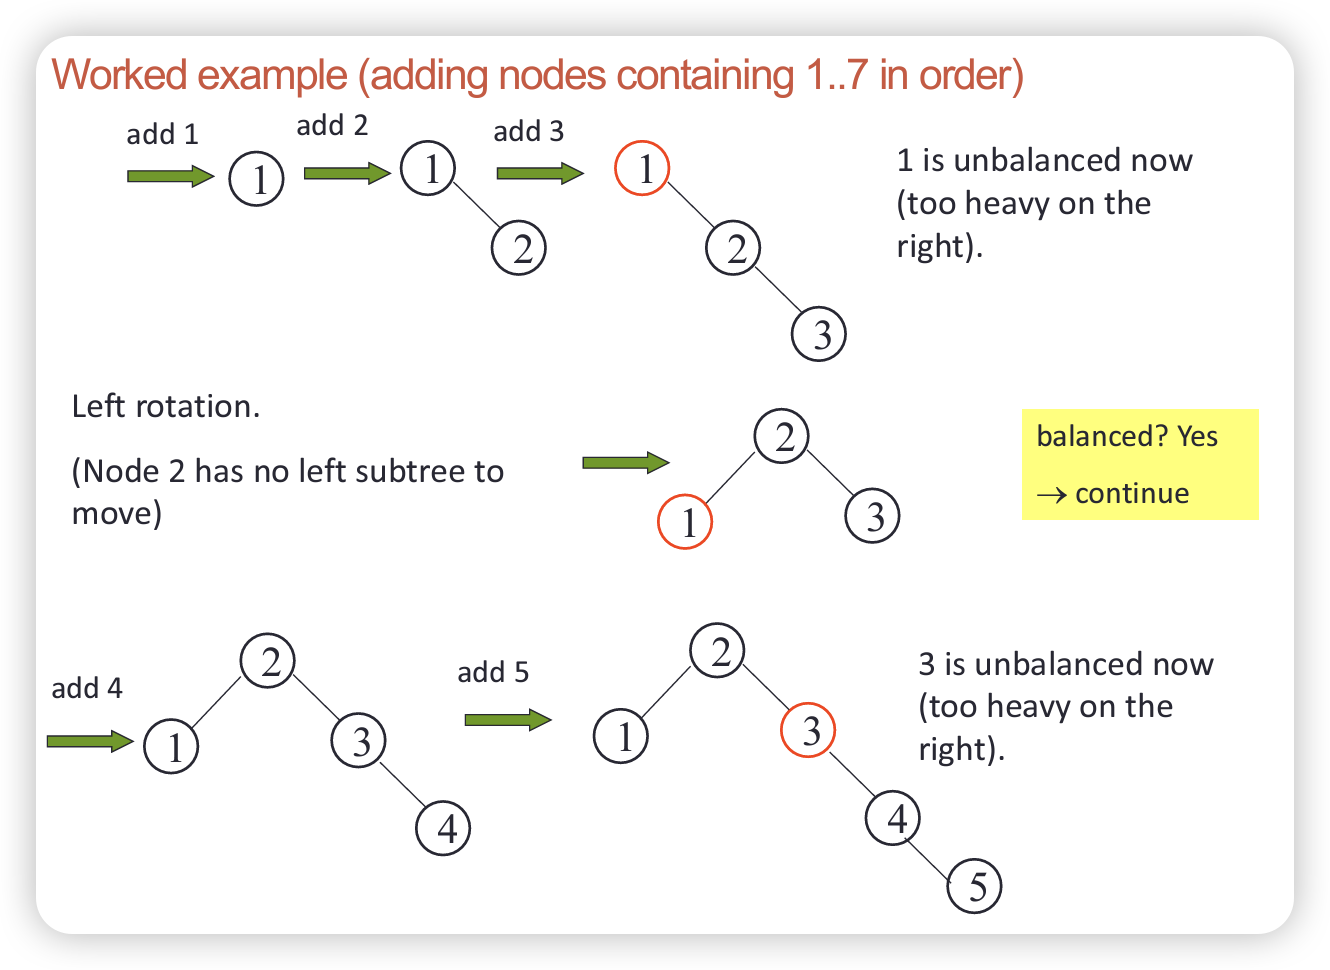 Worked example (adding nodes containing 1..7 in order)
add 1
1
add 2
1
2
add 3
1
2
3
1 is unbalanced now
(too heavy on the
right).
Left rotation.
(Node 2 has no left subtree to
move)
2
1
3
balanced? Yes
→ continue
add 4
2
1
3
4
add 5
2
1
3
4
5
3 is unbalanced now
(too heavy on the
right).